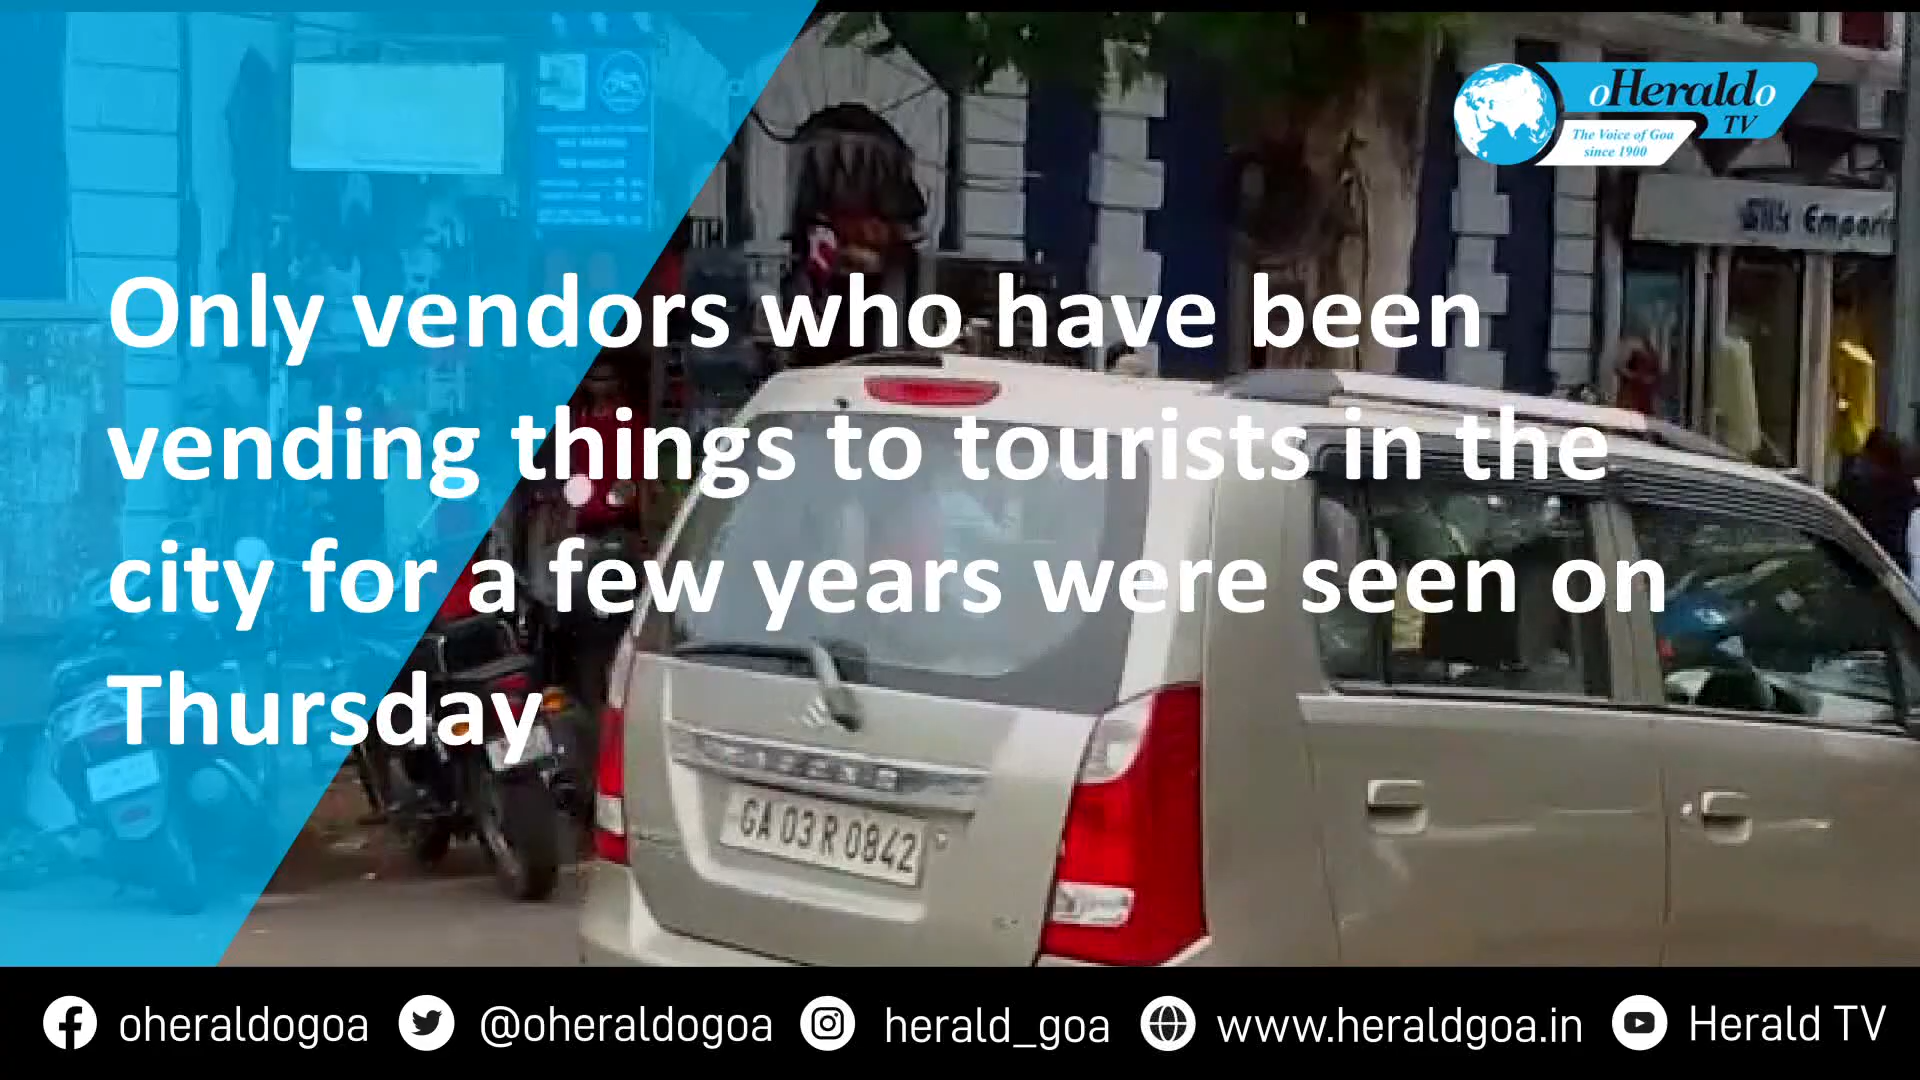 oHeraldo
TV
The Voice of Goa
since 1900
Only vendors who have been
vending things to tourists in the
city for a few years were seen on
Thursday
GA 03 R 0842
oheraldogoa
@oheraldogoa
herald_goa
www.heraldgoa.in
Herald TV